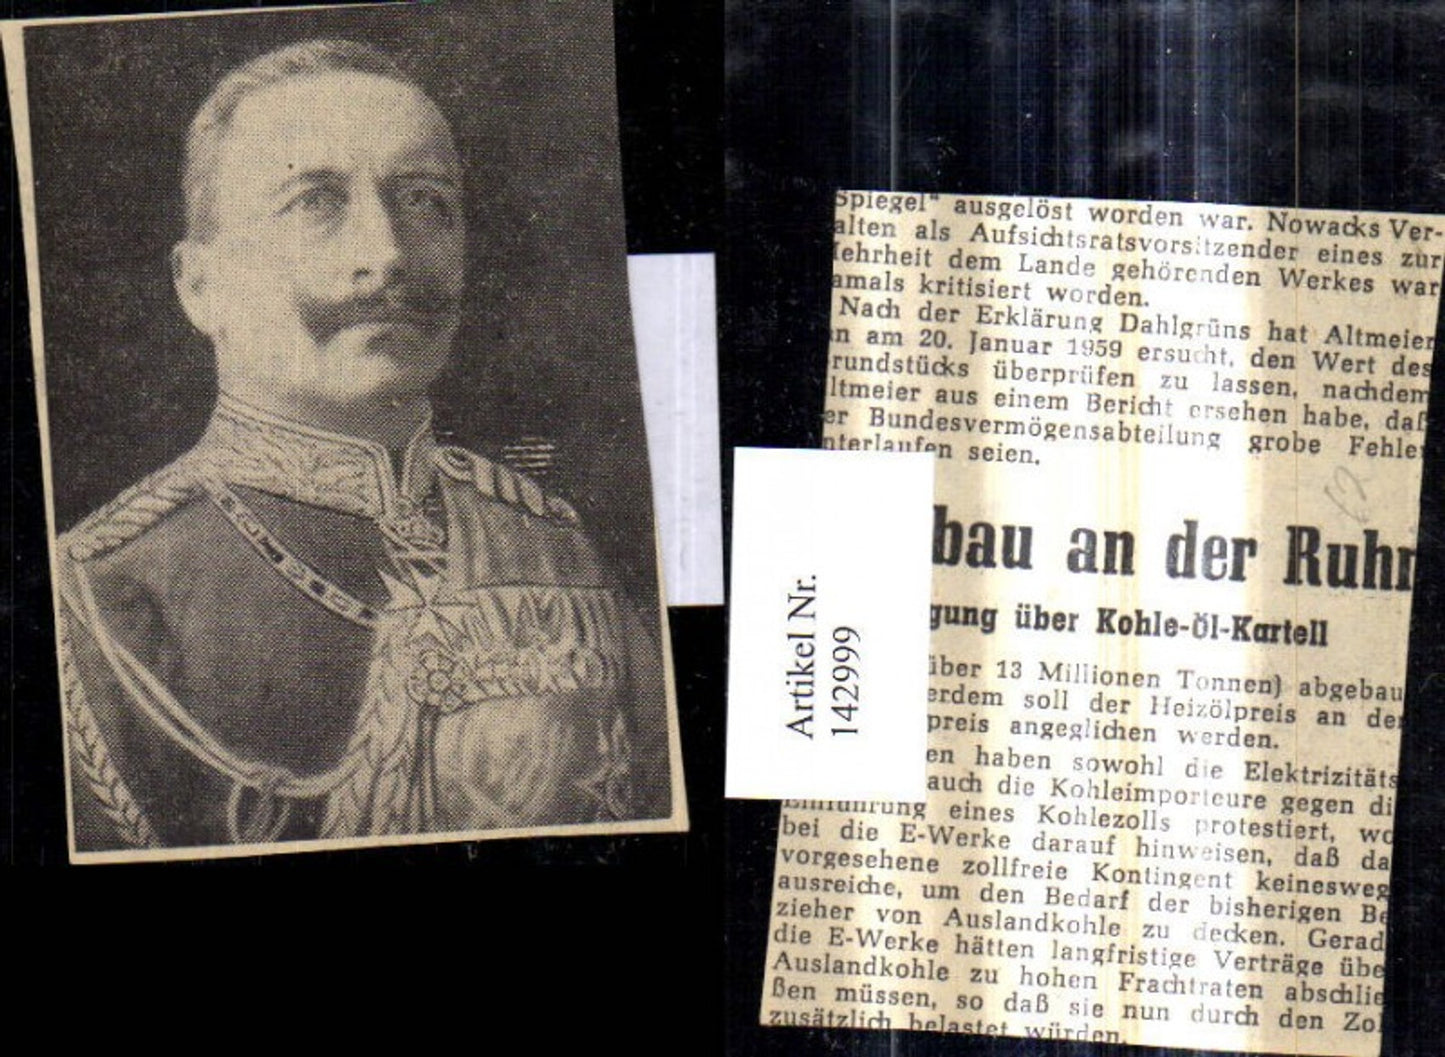 Spiegel" ausgelöst worden war. Nowacks Ver-
alten als Aufsichtsratsvorsitzender eines zur
ehrheit dem Lande gehörenden Werkes war
amals kritisiert worden.
Nach der Erklärung Dahlgrüns hat Altmeier
n am 20. Januar 1959 ersucht, den Wert des
rundstücks überprüfen zu lassen, nachdem
ltmeier aus einem Bericht ersehen habe, daß
er Bundesvermögensabteilung grobe Fehler
nterlaufen seien.
bau an der Ruhr
gung über Kohle-öl-Kartell
über 13 Millionen Tonnen) abgebau
erdem soll der Heizölpreis an den
preis angeglichen werden.
en haben sowohl die Elektrizitäts
auch die Kohleimporteure gegen di
Einführung eines Kohlezolls protestiert, wo
bei die E-Werke darauf hinweisen, daß da
vorgesehene zollfreie Kontingent keinesweg
ausreiche, um den Bedarf der bisherigen Be
zieher von Auslandkohle zu decken. Gerad
die E-Werke hätten langfristige Verträge übe
Auslandkohle zu hohen Frachtraten abschlie
ßen müssen, so daß sie nun durch den Zol
zusätzlich belastet würden.
Artikel Nr.
142999